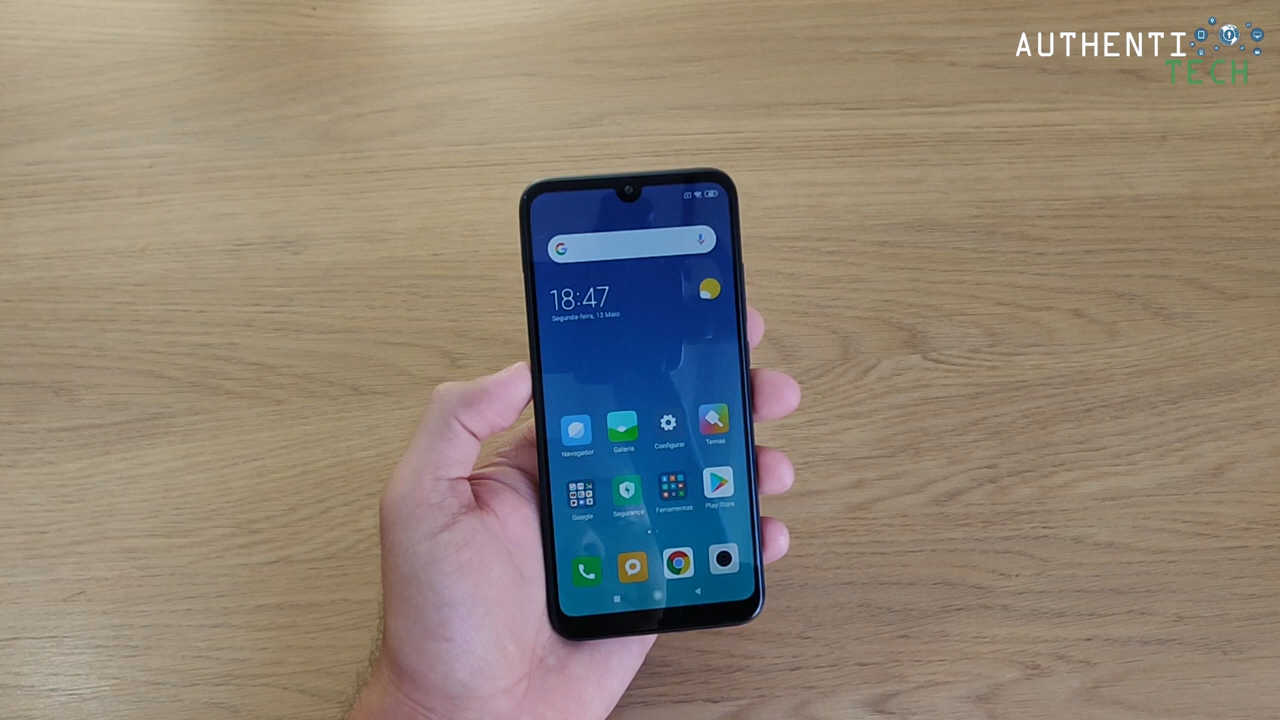 AUTHENTI
TECH
18:47
Segunda-feira, 13 Maio
Navegador
Galeria
Configurar
Temas
Google
Segurança
Ferramentas
Play Store